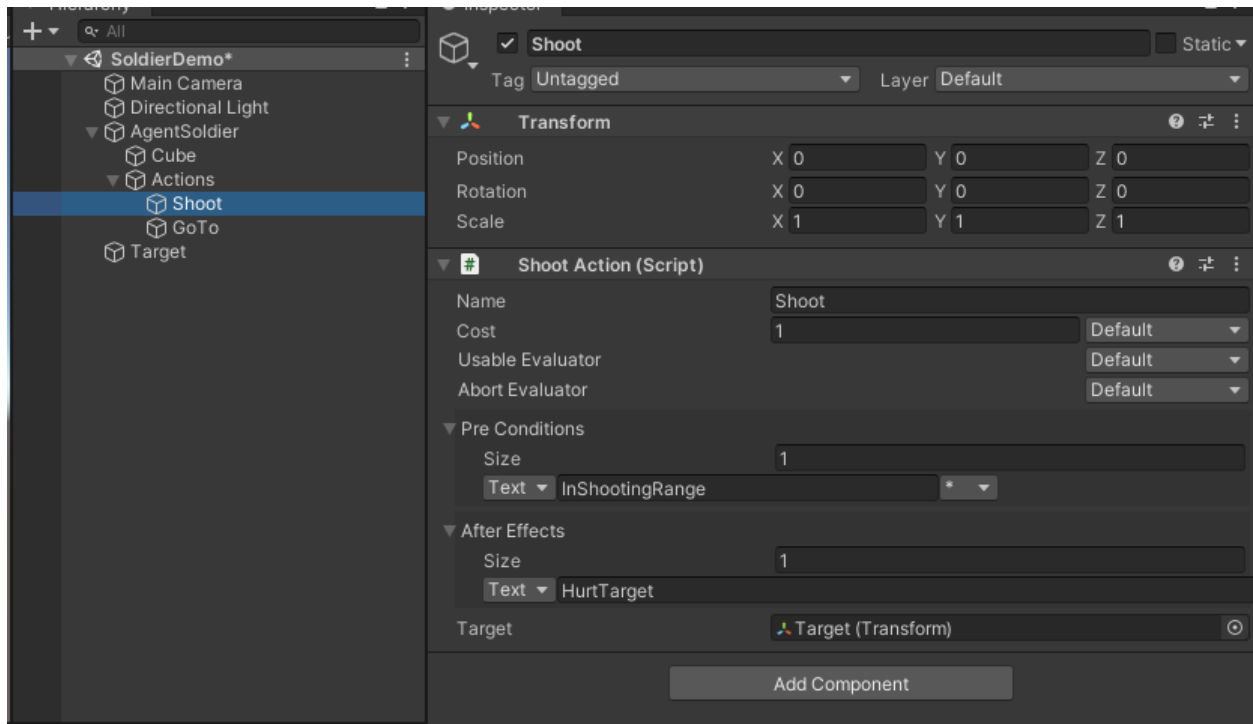 Hierarchy
All
SoldierDemo*
Main Camera
Directional Light
AgentSoldier
Cube
Actions
Shoot
GoTo
Target
Inspector
Shoot
Static
Tag Untagged Layer Default
Transform
Position X 0 Y 0 Z 0
Rotation X 0 Y 0 Z 0
Scale X 1 Y 1 Z 1
# Shoot Action (Script)
Name Shoot
Cost 1 Default
Usable Evaluator Default
Abort Evaluator Default
Pre Conditions
Size 1
Text InShootingRange *
After Effects
Size 1
Text HurtTarget
Target Target (Transform)
Add Component